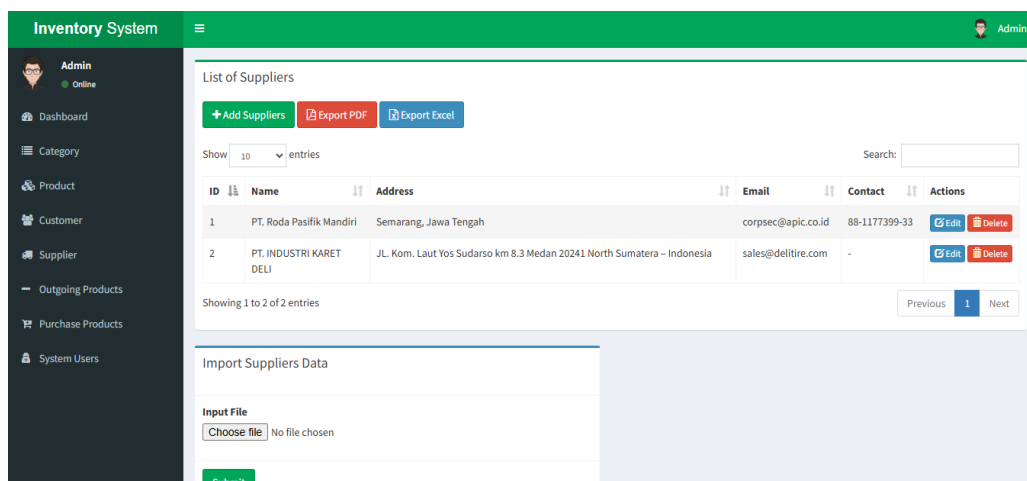 Inventory System
Admin
Admin
Online
Dashboard
Category
Product
Customer
Supplier
Outgoing Products
Purchase Products
System Users
List of Suppliers
Add Suppliers Export PDF Export Excel
Show 10 entries Search:
ID Name Address Email Contact Actions
1 PT. Roda Pasifik Mandiri Semarang, Jawa Tengah corpsec@apic.co.id 88-1177399-33 Edit Delete
2 PT. INDUSTRI KARET DELI JL. Kom. Laut Yos Sudarso km 8.3 Medan 20241 North Sumatera – Indonesia sales@delitire.com - Edit Delete
Showing 1 to 2 of 2 entries Previous 1 Next
Import Suppliers Data
Input File
Choose file No file chosen
Submit